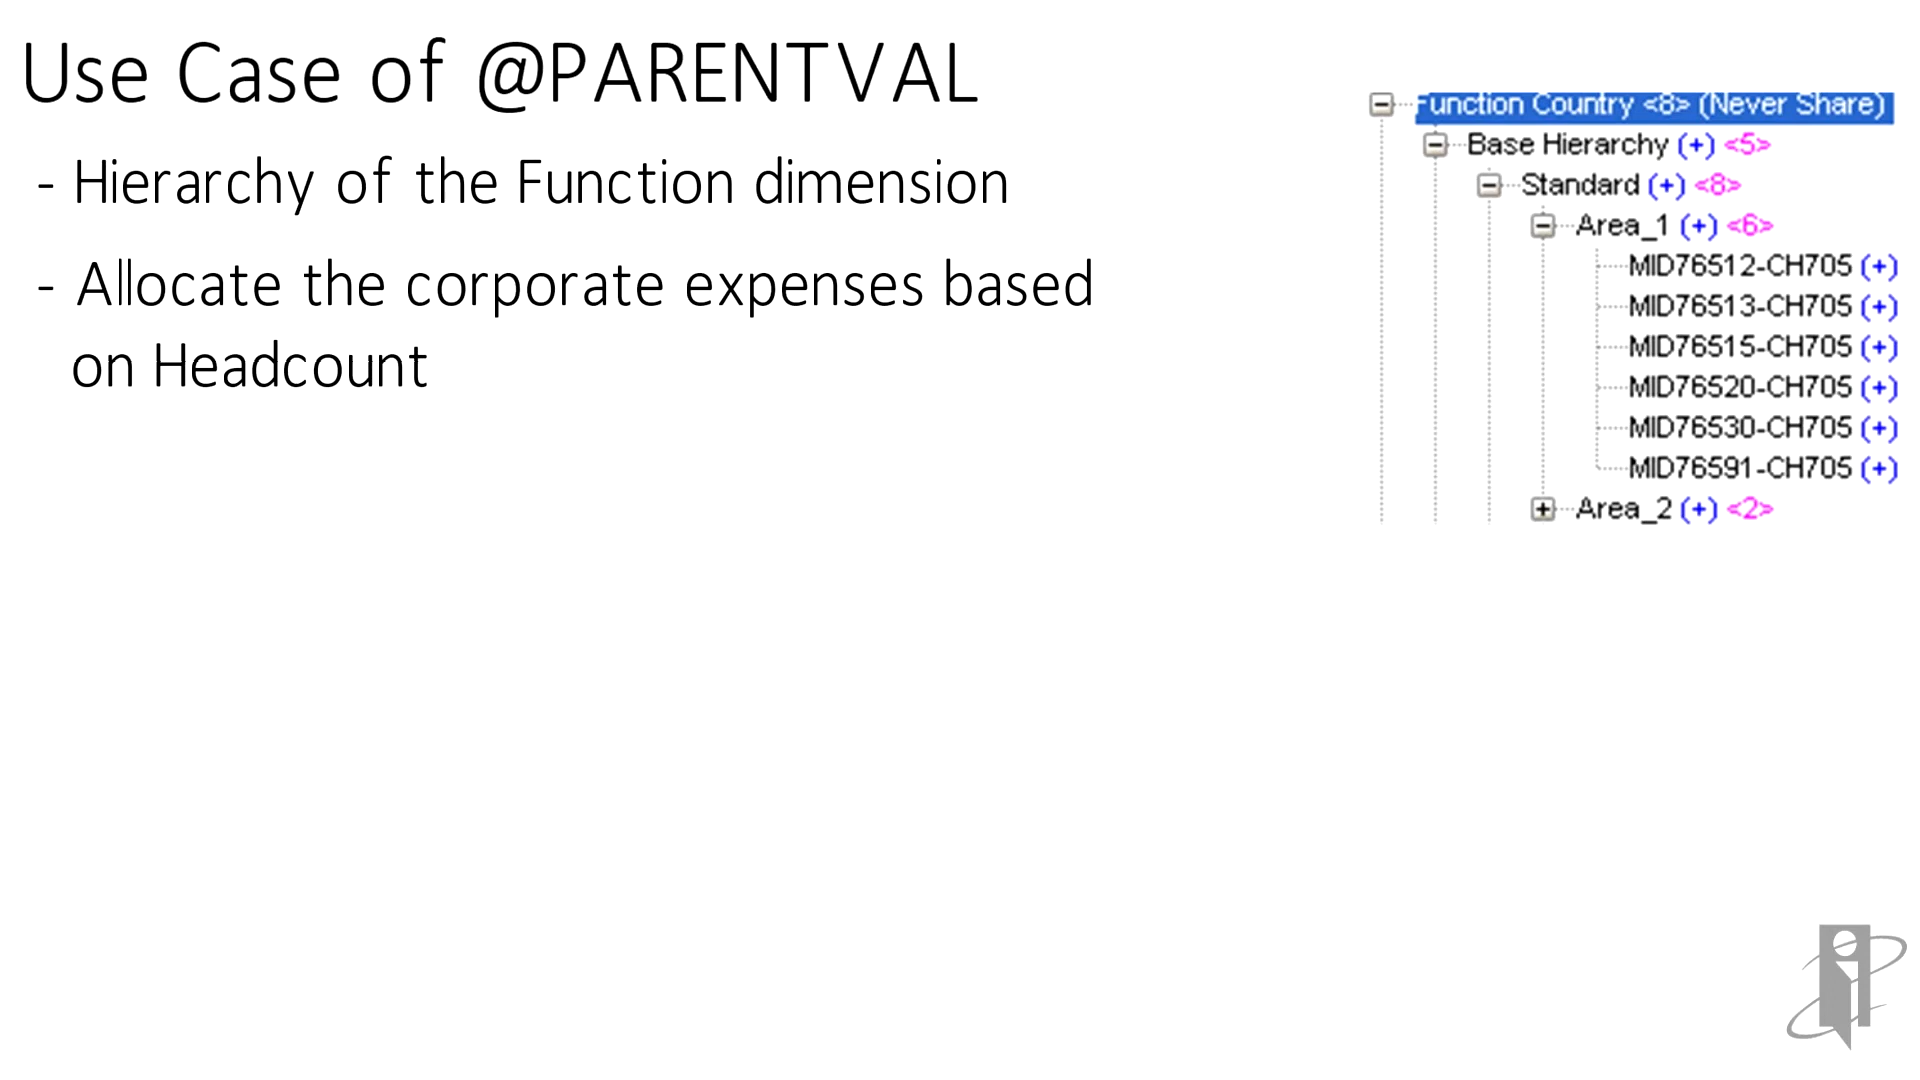 Use Case of @PARENTVAL
- Hierarchy of the Function dimension
- Allocate the corporate expenses based
on Headcount
Function Country <8> (Never Share)
Base Hierarchy (+) <5>
Standard (+) <8>
Area_1 (+) <6>
MID76512-CH705 (+)
MID76513-CH705 (+)
MID76515-CH705 (+)
MID76520-CH705 (+)
MID76530-CH705 (+)
MID76591-CH705 (+)
Area_2 (+) <2>